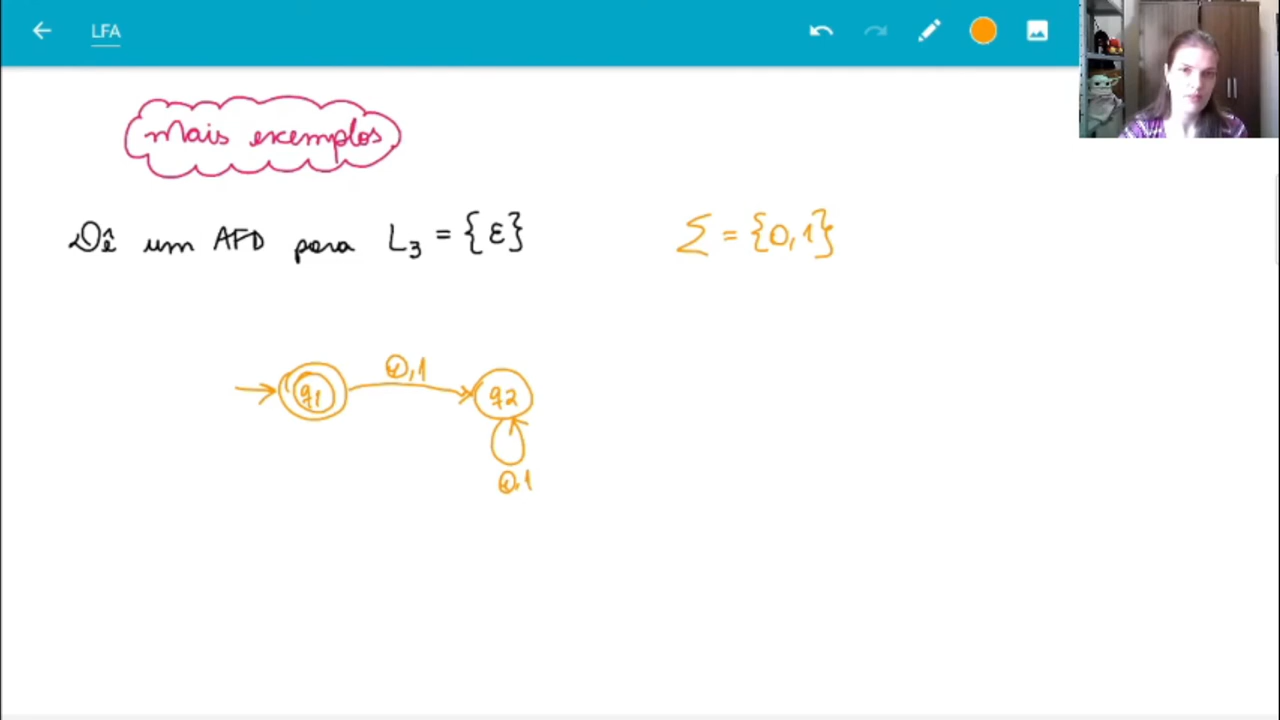 LFA
Mais exemplos
Dê um AFD para L₃ = {ε}
Σ = {0,1}
0,1
q1
q2
0,1